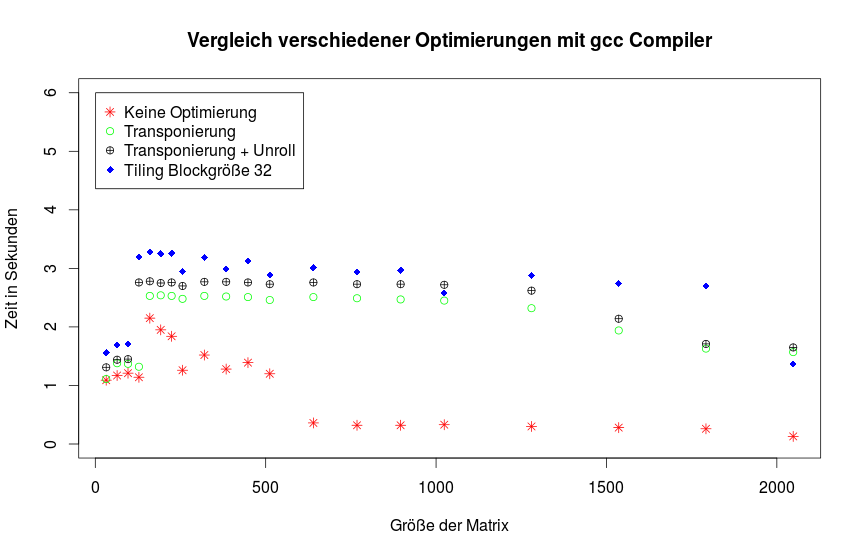 Vergleich verschiedener Optimierungen mit gcc Compiler
6
5
4
3
2
1
0
Zeit in Sekunden
Keine Optimierung
Transponierung
Transponierung + Unroll
Tiling Blockgröße 32
0 500 1000 1500 2000
Größe der Matrix